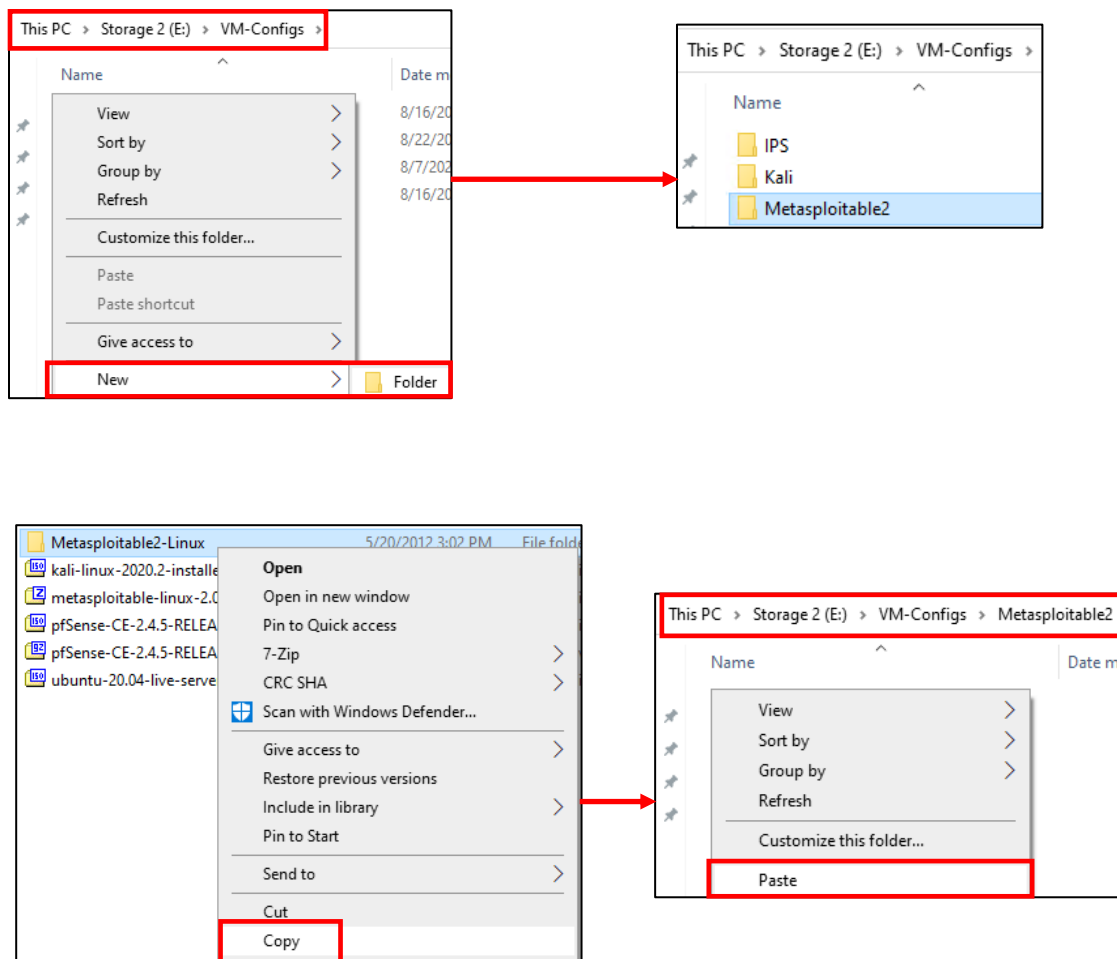 This PC > Storage 2 (E:) > VM-Configs >
Name Date m
View >
8/16/20
Sort by >
8/22/20
Group by >
8/7/202
Refresh
8/16/20
Customize this folder...
Paste
Paste shortcut
Give access to >
New > Folder
This PC > Storage 2 (E:) > VM-Configs >
Name
IPS
Kali
Metasploitable2
Metasploitable2-Linux 5/20/2012 3:02 PM File folde
kali-linux-2020.2-installe
metasploitable-linux-2.0
pfSense-CE-2.4.5-RELEA
pfSense-CE-2.4.5-RELEA
ubuntu-20.04-live-serve
Open
Open in new window
Pin to Quick access
7-Zip >
CRC SHA >
Scan with Windows Defender...
Give access to >
Restore previous versions
Include in library >
Pin to Start
Send to >
Cut
Copy
This PC > Storage 2 (E:) > VM-Configs > Metasploitable2
Name Date m
View >
Sort by >
Group by >
Refresh
Customize this folder...
Paste